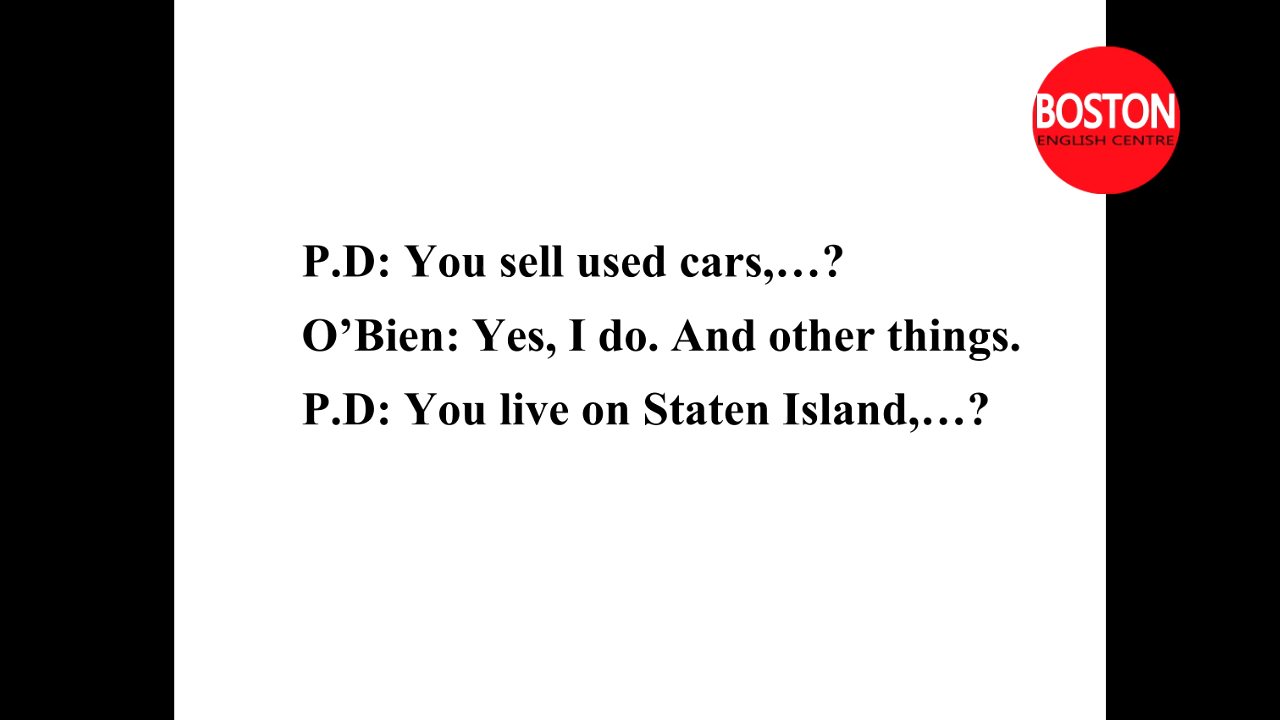 BOSTON
ENGLISH CENTRE
P.D: You sell used cars,…?
O’Bien: Yes, I do. And other things.
P.D: You live on Staten Island,…?